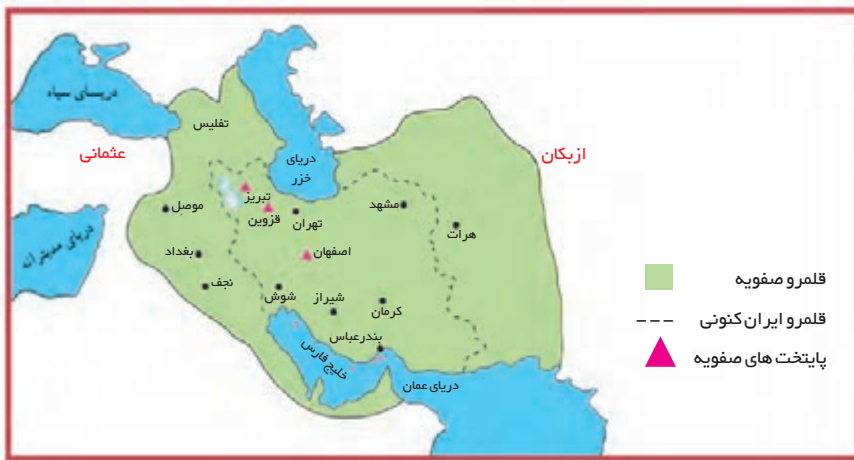 دریای سیاه
تفلیس
عثمانی
ازبکان
دریای
خزر
تبریز
مشهد
موصل
قزوین
تهران
هرات
دریای مدیترانه
بغداد
اصفهان
نجف
شوش
شیراز
کرمان
بندرعباس
خلیج فارس
دریای عمان
قلمرو صفویه
قلمرو ایران کنونی
پایتخت های صفویه